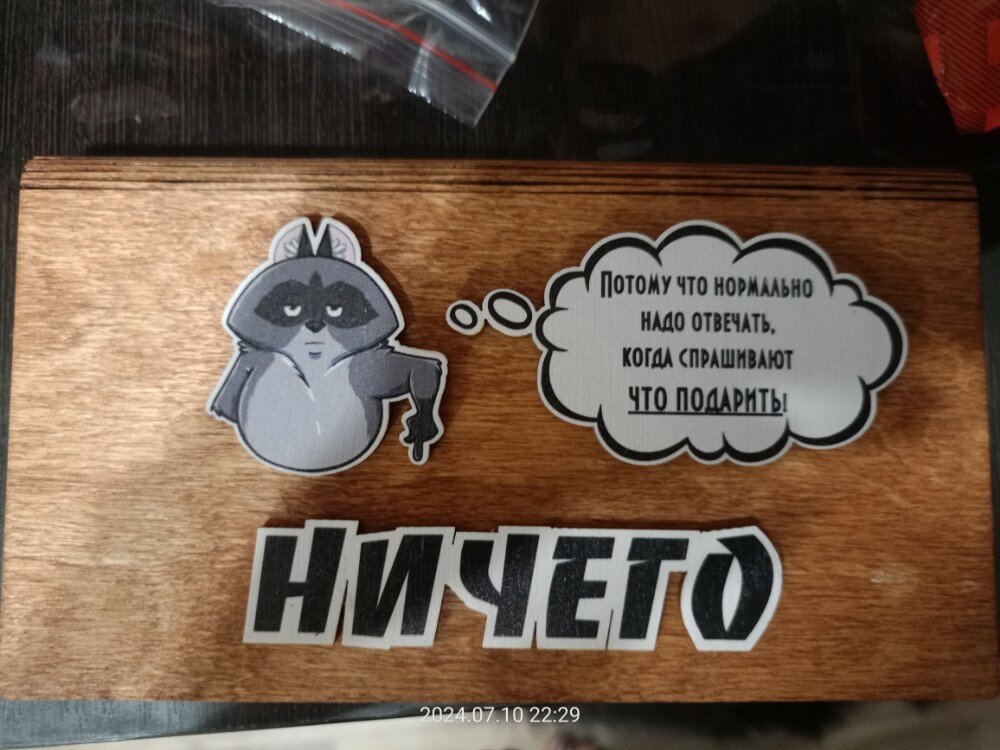 Потому что нормально
надо отвечать,
когда спрашивают
что подарить!
НИЧЕГО
2024.07.10 22:29